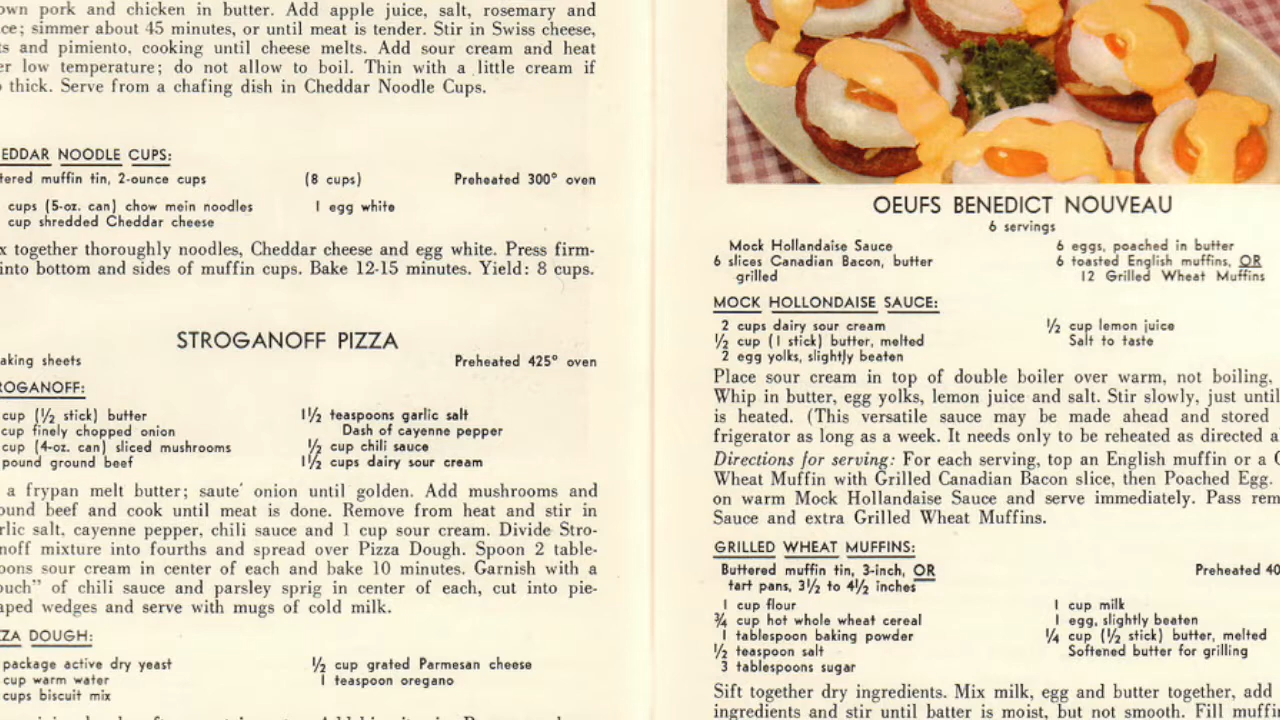 own pork and chicken in butter. Add apple juice, salt, rosemary and
ce; simmer about 45 minutes, or until meat is tender. Stir in Swiss cheese,
ts and pimiento, cooking until cheese melts. Add sour cream and heat
er low temperature; do not allow to boil. Thin with a little cream if
thick. Serve from a chafing dish in Cheddar Noodle Cups.
EDDAR NOODLE CUPS:
tered muffin tin, 2-ounce cups (8 cups) Preheated 300° oven
cups (5-oz. can) chow mein noodles 1 egg white
cup shredded Cheddar cheese
x together thoroughly noodles, Cheddar cheese and egg white. Press firm-
into bottom and sides of muffin cups. Bake 12-15 minutes. Yield: 8 cups.
STROGANOFF PIZZA
aking sheets Preheated 425° oven
ROGANOFF:
cup (½ stick) butter 1½ teaspoons garlic salt
cup finely chopped onion Dash of cayenne pepper
cup (4-oz. can) sliced mushrooms ½ cup chili sauce
pound ground beef 1½ cups dairy sour cream
a frypan melt butter; saute' onion until golden. Add mushrooms and
ound beef and cook until meat is done. Remove from heat and stir in
rlic salt, cayenne pepper, chili sauce and 1 cup sour cream. Divide Stro-
noff mixture into fourths and spread over Pizza Dough. Spoon 2 table-
oons sour cream in center of each and bake 10 minutes. Garnish with a
ouch" of chili sauce and parsley sprig in center of each, cut into pie-
aped wedges and serve with mugs of cold milk.
ZA DOUGH:
package active dry yeast ½ cup grated Parmesan cheese
cup warm water 1 teaspoon oregano
cups biscuit mix
OEUFS BENEDICT NOUVEAU
6 servings
Mock Hollandaise Sauce 6 eggs, poached in butter
6 slices Canadian Bacon, butter 6 toasted English muffins, OR
grilled 12 Grilled Wheat Muffins
MOCK HOLLONDAISE SAUCE:
2 cups dairy sour cream ½ cup lemon juice
½ cup (1 stick) butter, melted Salt to taste
2 egg yolks, slightly beaten
Place sour cream in top of double boiler over warm, not boiling,
Whip in butter, egg yolks, lemon juice and salt. Stir slowly, just until
is heated. (This versatile sauce may be made ahead and stored
frigerator as long as a week. It needs only to be reheated as directed a
Directions for serving: For each serving, top an English muffin or a G
Wheat Muffin with Grilled Canadian Bacon slice, then Poached Egg.
on warm Mock Hollandaise Sauce and serve immediately. Pass rem
Sauce and extra Grilled Wheat Muffins.
GRILLED WHEAT MUFFINS:
Buttered muffin tin, 3-inch, OR Preheated 40
tart pans, 3½ to 4½ inches
1 cup flour 1 cup milk
¾ cup hot whole wheat cereal 1 egg, slightly beaten
1 tablespoon baking powder ¼ cup (½ stick) butter, melted
½ teaspoon salt Softened butter for grilling
3 tablespoons sugar
Sift together dry ingredients. Mix milk, egg and butter together, add
ingredients and stir until batter is moist, but not smooth. Fill muffi